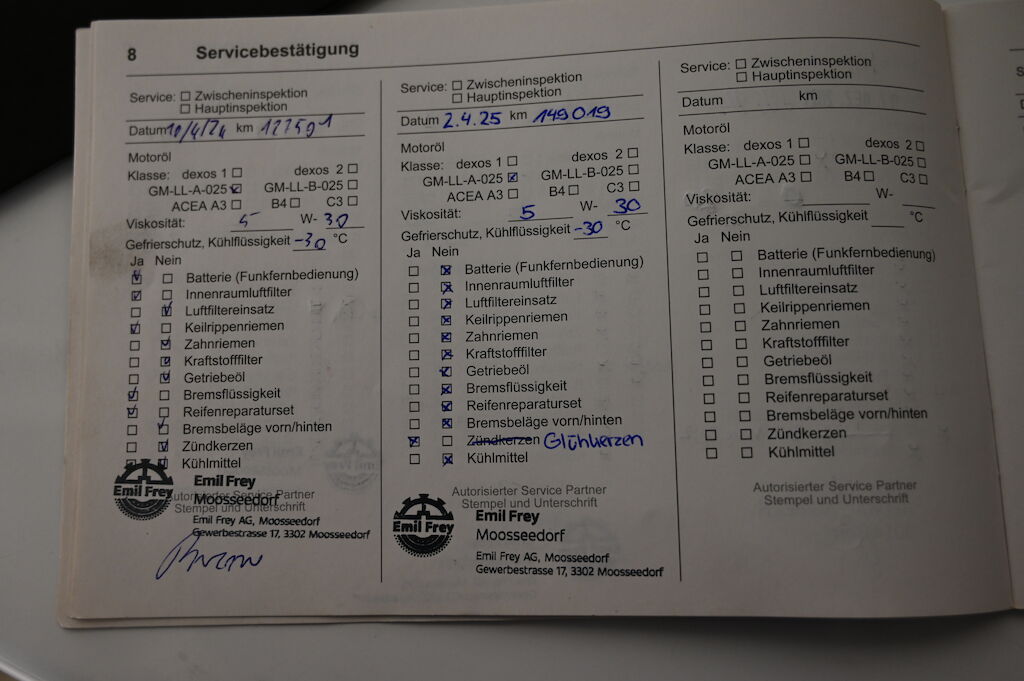 8 Servicebestätigung
Service: Zwischeninspektion
Hauptinspektion
Datum 10/4/24 km
Motoröl
Klasse: dexos 1 dexos 2
GM-LL-A-025 GM-LL-B-025
ACEA A3 B4 C3
Viskosität: 5 W- 30
Gefrierschutz, Kühlflüssigkeit -30 °C
Ja Nein
Batterie (Funkfernbedienung)
Innenraumluftfilter
Luftfiltereinsatz
Keilrippenriemen
Zahnriemen
Kraftstofffilter
Getriebeöl
Bremsflüssigkeit
Reifenreparaturset
Bremsbeläge vorn/hinten
Zündkerzen
Kühlmittel
Emil Frey
Emil Frey
Autorisierter Service Partner
Moosseedorf
Stempel und Unterschrift
Emil Frey AG, Moosseedorf
Gewerbestrasse 17, 3302 Moosseedorf
Service: Zwischeninspektion
Hauptinspektion
Datum 2.4.25 km 149019
Motoröl
Klasse: dexos 1 dexos 2
GM-LL-A-025 GM-LL-B-025
ACEA A3 B4 C3
Viskosität: 5 W- 30
Gefrierschutz, Kühlflüssigkeit -30 °C
Ja Nein
Batterie (Funkfernbedienung)
Innenraumluftfilter
Luftfiltereinsatz
Keilrippenriemen
Zahnriemen
Kraftstofffilter
Getriebeöl
Bremsflüssigkeit
Reifenreparaturset
Bremsbeläge vorn/hinten
Zündkerzen Glühkerzen
Kühlmittel
Autorisierter Service Partner
Stempel und Unterschrift
Emil Frey
Emil Frey
Moosseedorf
Emil Frey AG, Moosseedorf
Gewerbestrasse 17, 3302 Moosseedorf
Service: Zwischeninspektion
Hauptinspektion
Datum km
Motoröl
Klasse: dexos 1 dexos 2
GM-LL-A-025 GM-LL-B-025
ACEA A3 B4 C3
Viskosität: W-
Gefrierschutz, Kühlflüssigkeit °C
Ja Nein
Batterie (Funkfernbedienung)
Innenraumluftfilter
Luftfiltereinsatz
Keilrippenriemen
Zahnriemen
Kraftstofffilter
Getriebeöl
Bremsflüssigkeit
Reifenreparaturset
Bremsbeläge vorn/hinten
Zündkerzen
Kühlmittel
Autorisierter Service Partner
Stempel und Unterschrift